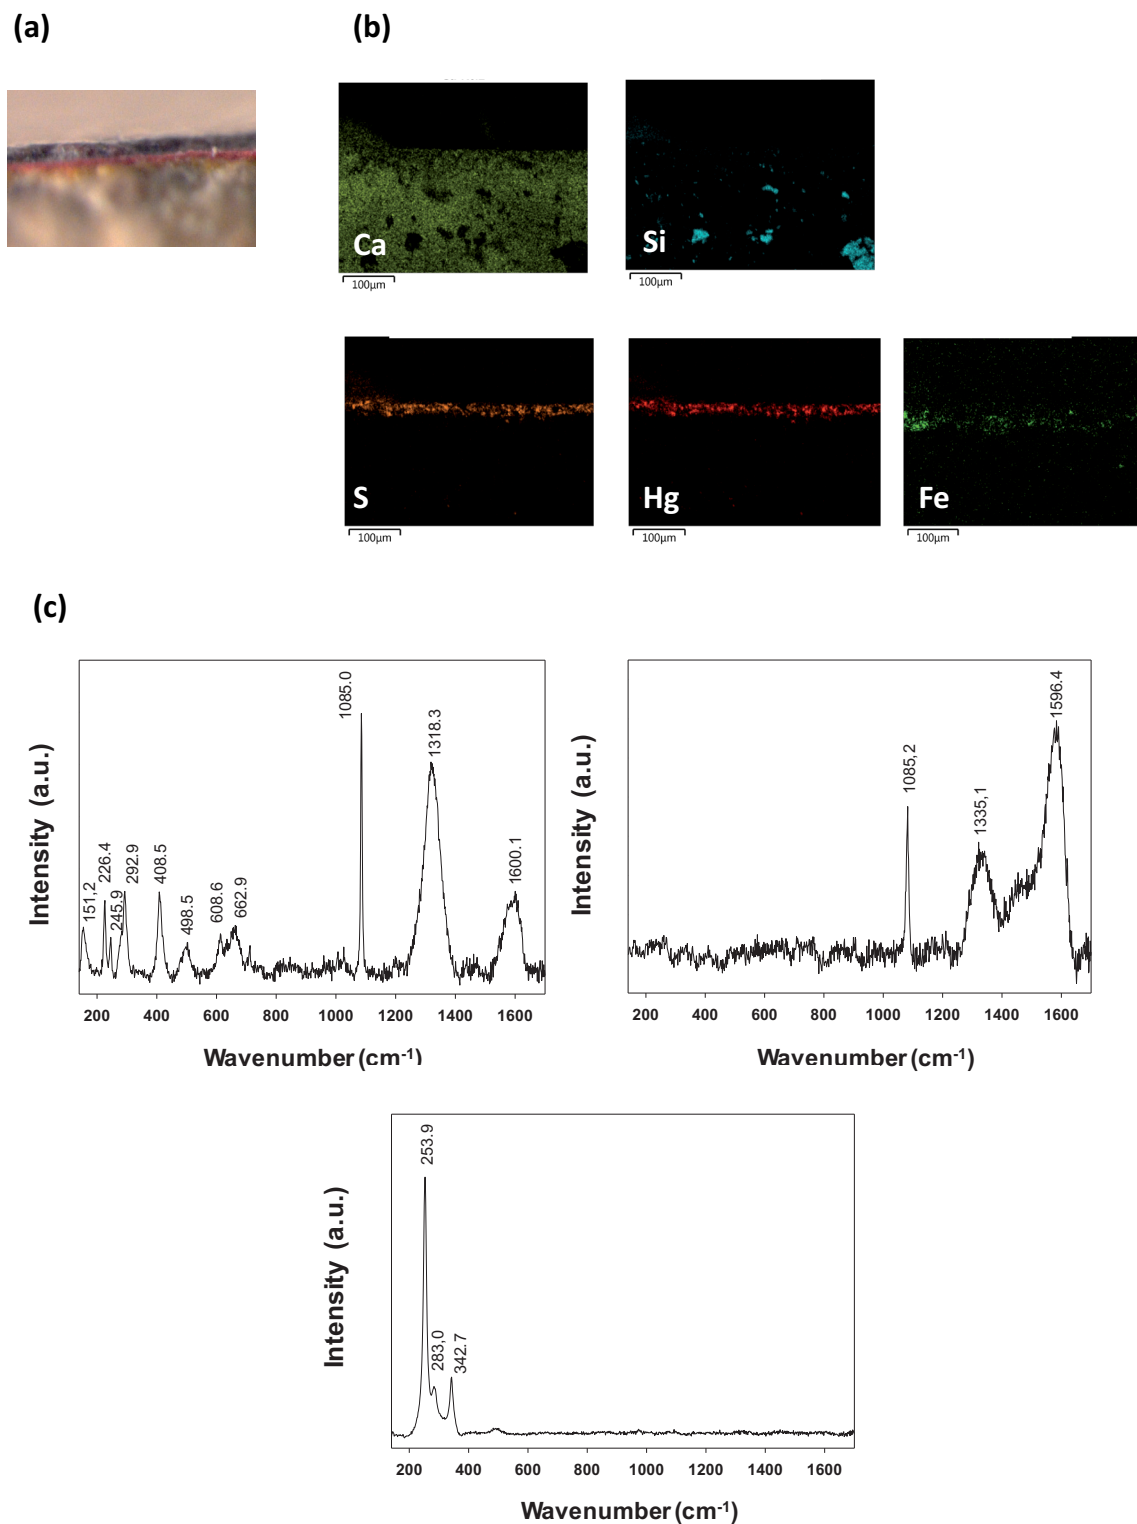 (a)
(b)
Ca
100µm
Si
100µm
S
100µm
Hg
100µm
Fe
100µm
(c)
Intensity (a.u.)
151,2
226.4
245.9
292.9
408.5
498.5
608.6
662.9
1085.0
1318.3
1600.1
200 400 600 800 1000 1200 1400 1600
Wavenumber (cm-1)
Intensity (a.u.)
1085,2
1335,1
1596.4
200 400 600 800 1000 1200 1400 1600
Wavenumber (cm-1)
Intensity (a.u.)
253.9
283,0
342.7
200 400 600 800 1000 1200 1400 1600
Wavenumber (cm-1)